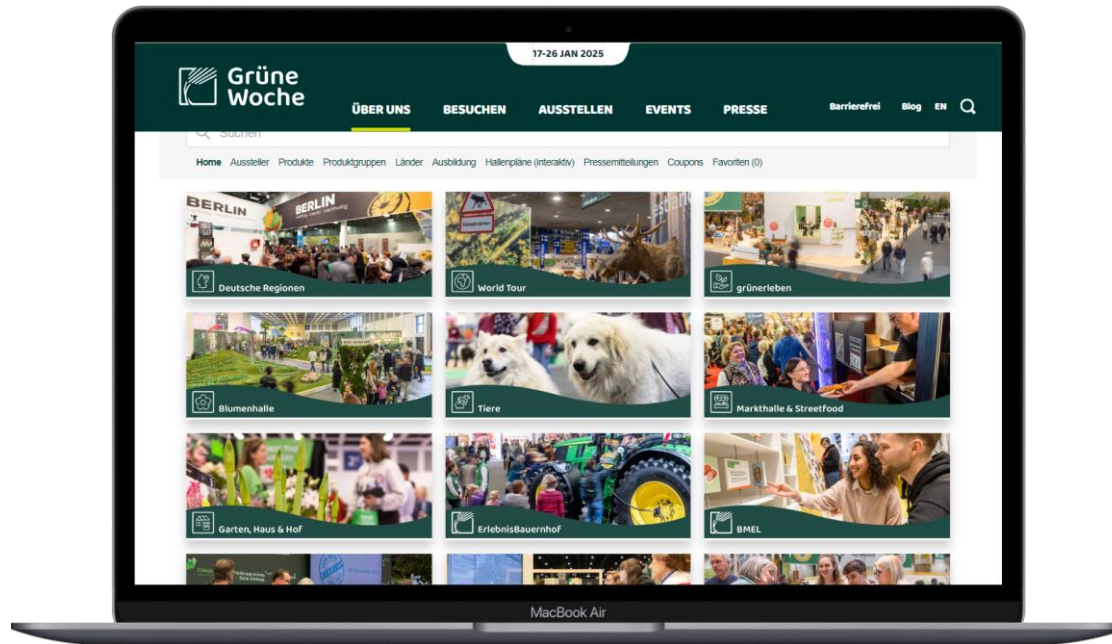 17-26 JAN 2025
Grüne
Woche
ÜBER UNS BESUCHEN AUSSTELLEN EVENTS PRESSE Barrierefrei Blog EN
Suchen
Home Aussteller Produkte Produktgruppen Länder Ausbildung Hallenpläne (interaktiv) Pressemitteilungen Coupons Favoriten (0)
BERLIN
BERLIN
Deutsche Regionen
World Tour
grünerleben
Blumenhalle
Tiere
Markthalle & Streetfood
Garten, Haus & Hof
ErlebnisBauernhof
BMEL
MacBook Air